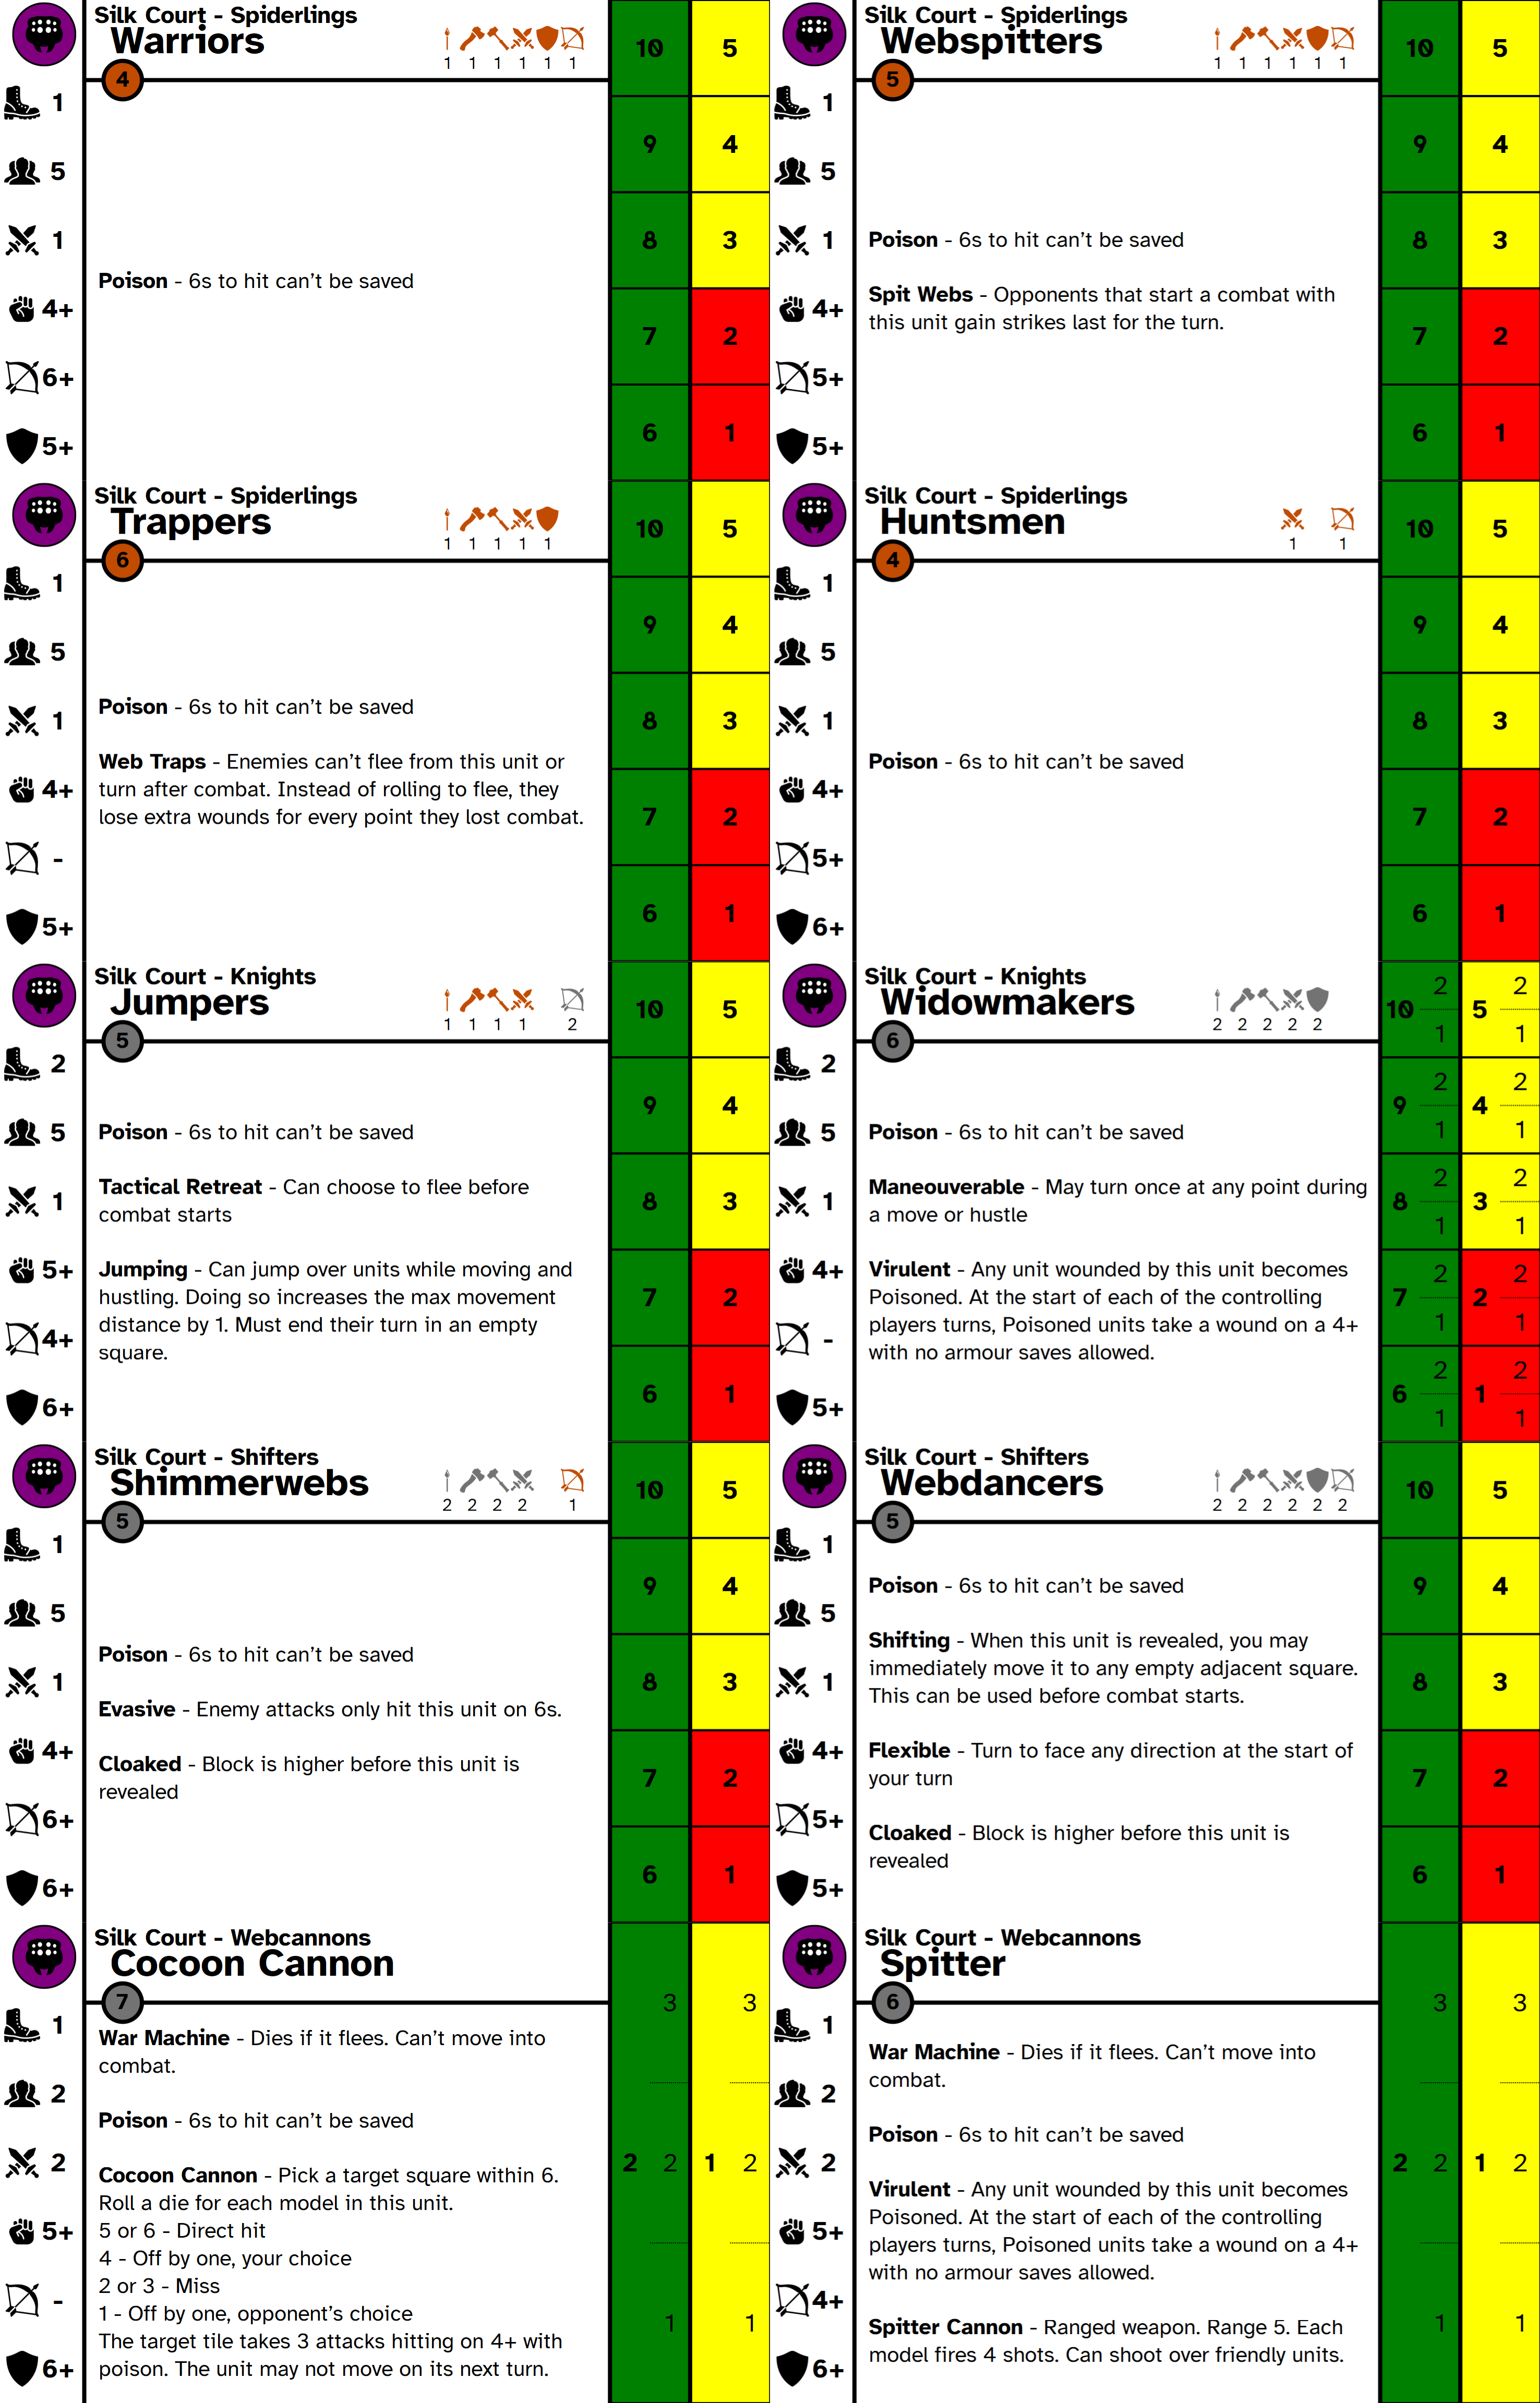 Silk Court - Spiderlings
Warriors
1 1 1 1 1 1
4
1
5
1
4+
6+
5+
Poison - 6s to hit can't be saved
10 5
9 4
8 3
7 2
6 1
Silk Court - Spiderlings
Webspitters
1 1 1 1 1 1
5
1
5
1
4+
5+
5+
Poison - 6s to hit can't be saved
Spit Webs - Opponents that start a combat with
this unit gain strikes last for the turn.
10 5
9 4
8 3
7 2
6 1
Silk Court - Spiderlings
Trappers
1 1 1 1 1
6
1
5
1
4+
-
5+
Poison - 6s to hit can't be saved
Web Traps - Enemies can't flee from this unit or
turn after combat. Instead of rolling to flee, they
lose extra wounds for every point they lost combat.
10 5
9 4
8 3
7 2
6 1
Silk Court - Spiderlings
Huntsmen
1 1
4
1
5
1
4+
5+
6+
Poison - 6s to hit can't be saved
10 5
9 4
8 3
7 2
6 1
Silk Court - Knights
Jumpers
1 1 1 1 2
5
2
5
1
5+
4+
6+
Poison - 6s to hit can't be saved
Tactical Retreat - Can choose to flee before
combat starts
Jumping - Can jump over units while moving and
hustling. Doing so increases the max movement
distance by 1. Must end their turn in an empty
square.
10 5
9 4
8 3
7 2
6 1
Silk Court - Knights
Widowmakers
2 2 2 2 2
6
2
5
1
4+
-
5+
Poison - 6s to hit can't be saved
Maneouverable - May turn once at any point during
a move or hustle
Virulent - Any unit wounded by this unit becomes
Poisoned. At the start of each of the controlling
players turns, Poisoned units take a wound on a 4+
with no armour saves allowed.
2 2
10 5
1 1
2 2
9 4
1 1
2 2
8 3
1 1
2 2
7 2
1 1
2 2
6 1
1 1
Silk Court - Shifters
Shimmerwebs
2 2 2 2 1
5
1
5
1
4+
6+
6+
Poison - 6s to hit can't be saved
Evasive - Enemy attacks only hit this unit on 6s.
Cloaked - Block is higher before this unit is
revealed
10 5
9 4
8 3
7 2
6 1
Silk Court - Shifters
Webdancers
2 2 2 2 2 2
5
1
5
1
4+
5+
5+
Poison - 6s to hit can't be saved
Shifting - When this unit is revealed, you may
immediately move it to any empty adjacent square.
This can be used before combat starts.
Flexible - Turn to face any direction at the start of
your turn
Cloaked - Block is higher before this unit is
revealed
10 5
9 4
8 3
7 2
6 1
Silk Court - Webcannons
Cocoon Cannon
7
1
2
2
5+
-
6+
War Machine - Dies if it flees. Can't move into
combat.
Poison - 6s to hit can't be saved
Cocoon Cannon - Pick a target square within 6.
Roll a die for each model in this unit.
5 or 6 - Direct hit
4 - Off by one, your choice
2 or 3 - Miss
1 - Off by one, opponent's choice
The target tile takes 3 attacks hitting on 4+ with
poison. The unit may not move on its next turn.
3 3
2 2 1 2
1 1
Silk Court - Webcannons
Spitter
6
1
2
2
5+
4+
6+
War Machine - Dies if it flees. Can't move into
combat.
Poison - 6s to hit can't be saved
Virulent - Any unit wounded by this unit becomes
Poisoned. At the start of each of the controlling
players turns, Poisoned units take a wound on a 4+
with no armour saves allowed.
Spitter Cannon - Ranged weapon. Range 5. Each
model fires 4 shots. Can shoot over friendly units.
3 3
2 2 1 2
1 1